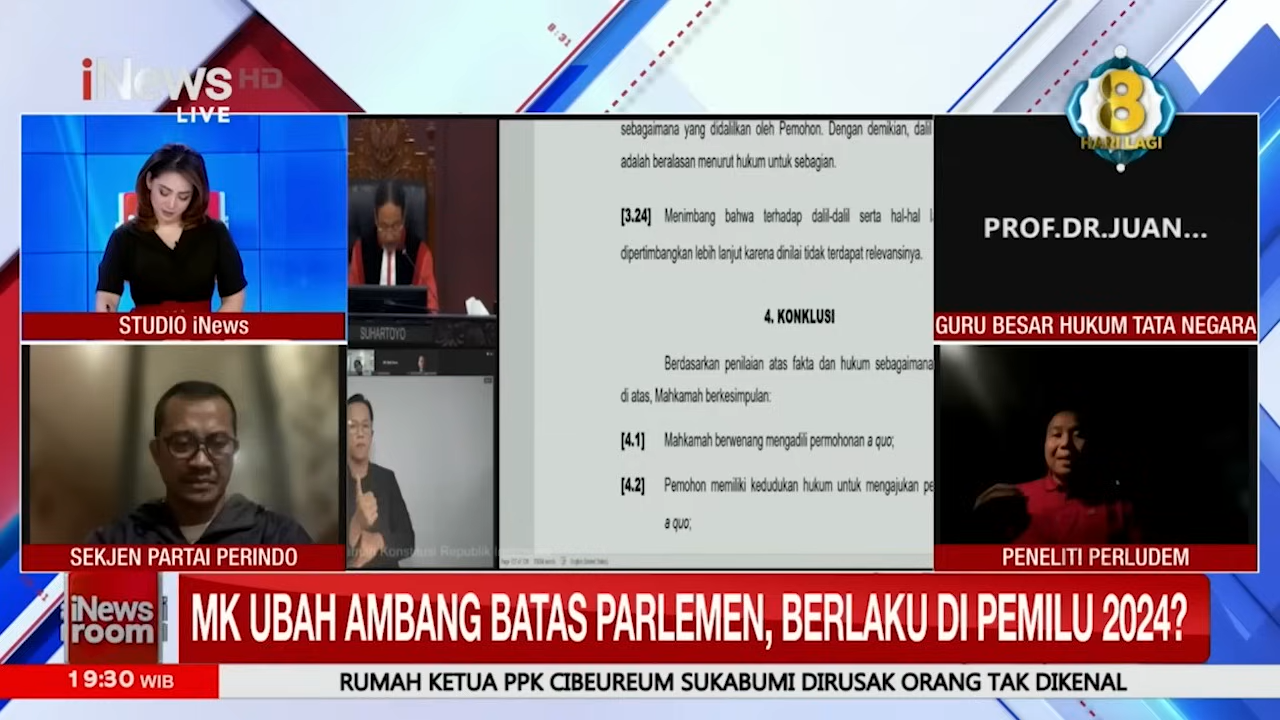 8:31
iNews HD
LIVE
8
HARI LAGI
STUDIO iNews
SUHARTOYO
sebagaimana yang didalilkan oleh Pemohon. Dengan demikian, dalil
adalah beralasan menurut hukum untuk sebagian.
[3.24] Menimbang bahwa terhadap dalil-dalil serta hal-hal
dipertimbangkan lebih lanjut karena dinilai tidak terdapat relevansinya.
4. KONKLUSI
Berdasarkan penilaian atas fakta dan hukum sebagaimana
di atas, Mahkamah berkesimpulan:
[4.1] Mahkamah berwenang mengadili permohonan a quo;
[4.2] Pemohon memiliki kedudukan hukum untuk mengajukan pe
a quo;
Konstitusi Republik
PROF.DR.JUAN...
GURU BESAR HUKUM TATA NEGARA
SEKJEN PARTAI PERINDO
PENELITI PERLUDEM
iNews
room
MK UBAH AMBANG BATAS PARLEMEN, BERLAKU DI PEMILU 2024?
19:30 WIB
RUMAH KETUA PPK CIBEUREUM SUKABUMI DIRUSAK ORANG TAK DIKENAL